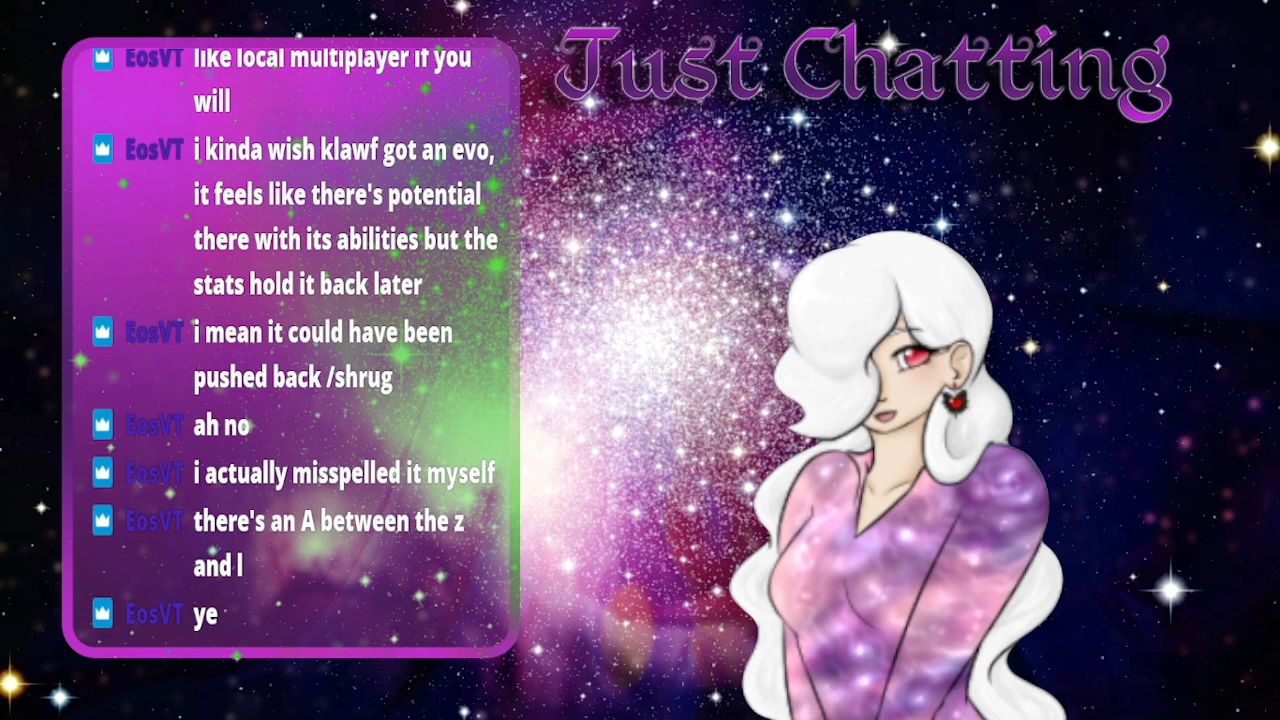 Just Chatting
EosVT like local multiplayer if you
will
EosVT i kinda wish klawf got an evo,
it feels like there's potential
there with its abilities but the
stats hold it back later
EosVT i mean it could have been
pushed back /shrug
EosVT ah no
EosVT i actually misspelled it myself
EosVT there's an A between the z
and l
EosVT ye